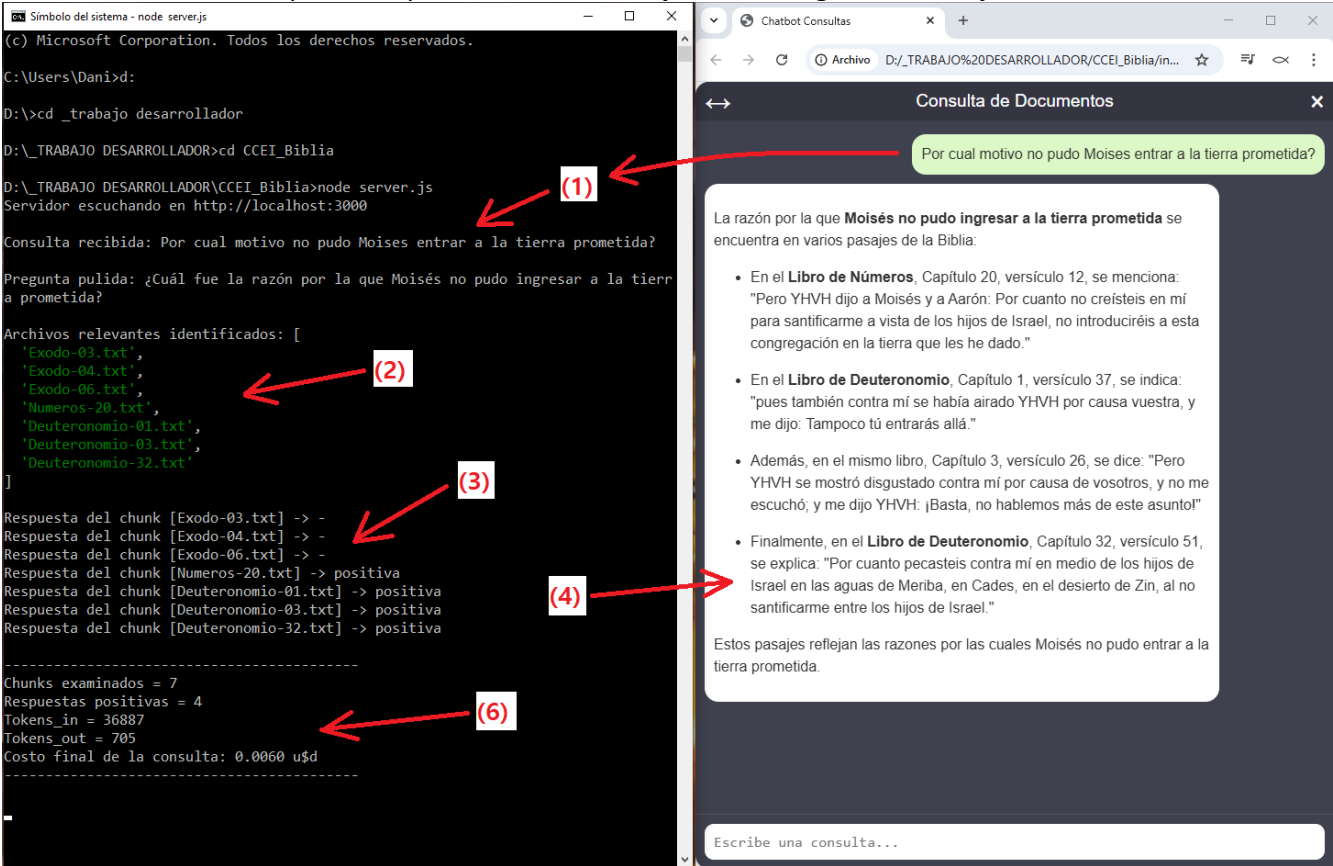 Símbolo del sistema - node server.js
(c) Microsoft Corporation. Todos los derechos reservados.
C:\Users\Dani>d:
D:\>cd _trabajo desarrollador
D:\_TRABAJO DESARROLLADOR>cd CCEI_Biblia
D:\_TRABAJO DESARROLLADOR\CCEI_Biblia>node server.js
Servidor escuchando en http://localhost:3000
(1)
Consulta recibida: Por cual motivo no pudo Moises entrar a la tierra prometida?
Pregunta pulida: ¿Cuál fue la razón por la que Moisés no pudo ingresar a la tierr
a prometida?
Archivos relevantes identificados: [
'Exodo-03.txt',
'Exodo-04.txt',
'Exodo-06.txt',
'Numeros-20.txt',
'Deuteronomio-01.txt',
'Deuteronomio-03.txt',
'Deuteronomio-32.txt'
]
(2)
(3)
Respuesta del chunk [Exodo-03.txt] -> -
Respuesta del chunk [Exodo-04.txt] -> -
Respuesta del chunk [Exodo-06.txt] -> -
Respuesta del chunk [Numeros-20.txt] -> positiva
Respuesta del chunk [Deuteronomio-01.txt] -> positiva
Respuesta del chunk [Deuteronomio-03.txt] -> positiva
Respuesta del chunk [Deuteronomio-32.txt] -> positiva
(4)
------------------------------------------
Chunks examinados = 7
Respuestas positivas = 4
Tokens_in = 36887
Tokens_out = 705
Costo final de la consulta: 0.0060 u$d
------------------------------------------
(6)
Chatbot Consultas
Archivo D:/_TRABAJO%20DESARROLLADOR/CCEI_Biblia/in...
Consulta de Documentos
Por cual motivo no pudo Moises entrar a la tierra prometida?
La razón por la que Moisés no pudo ingresar a la tierra prometida se
encuentra en varios pasajes de la Biblia:
• En el Libro de Números, Capítulo 20, versículo 12, se menciona:
"Pero YHVH dijo a Moisés y a Aarón: Por cuanto no creísteis en mí
para santificarme a vista de los hijos de Israel, no introduciréis a esta
congregación en la tierra que les he dado."
• En el Libro de Deuteronomio, Capítulo 1, versículo 37, se indica:
"pues también contra mí se había airado YHVH por causa vuestra, y
me dijo: Tampoco tú entrarás allá."
• Además, en el mismo libro, Capítulo 3, versículo 26, se dice: "Pero
YHVH se mostró disgustado contra mí por causa de vosotros, y no me
escuchó; y me dijo YHVH: ¡Basta, no hablemos más de este asunto!"
• Finalmente, en el Libro de Deuteronomio, Capítulo 32, versículo 51,
se explica: "Por cuanto pecasteis contra mí en medio de los hijos de
Israel en las aguas de Meriba, en Cades, en el desierto de Zin, al no
santificarme entre los hijos de Israel."
Estos pasajes reflejan las razones por las cuales Moisés no pudo entrar a la
tierra prometida.
Escribe una consulta...